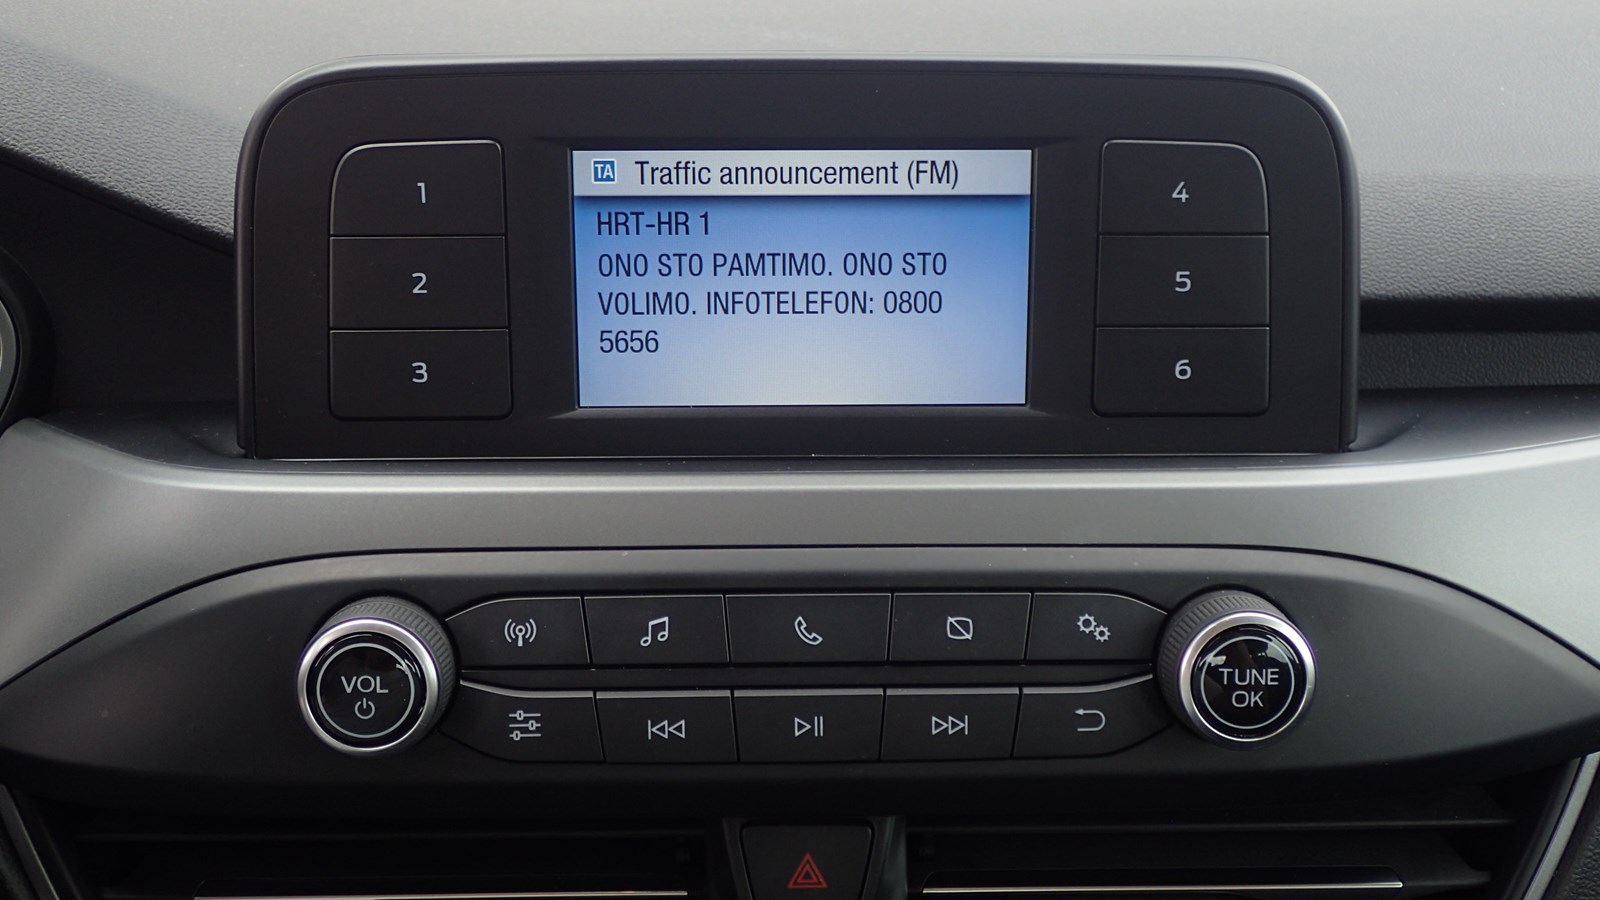 TA Traffic announcement (FM)
HRT-HR 1
ONO STO PAMTIMO. ONO STO
VOLIMO. INFOTELEFON: 0800
5656
1
2
3
4
5
6
VOL
TUNE
OK